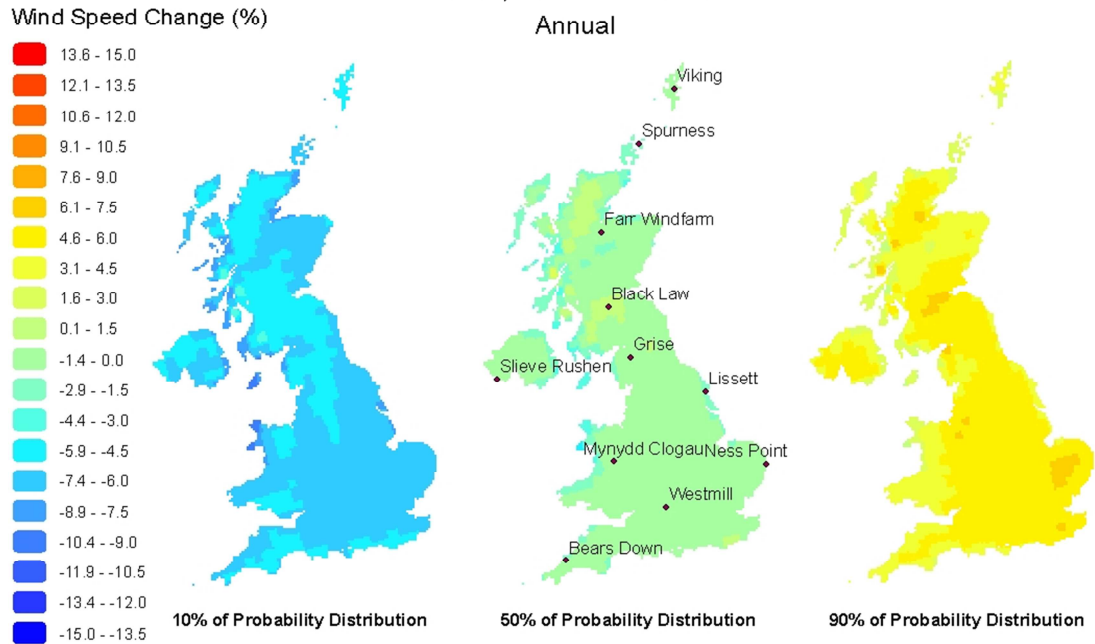 Wind Speed Change (%)
Annual
13.6 - 15.0
12.1 - 13.5
10.6 - 12.0
9.1 - 10.5
7.6 - 9.0
6.1 - 7.5
4.6 - 6.0
3.1 - 4.5
1.6 - 3.0
0.1 - 1.5
-1.4 - 0.0
-2.9 - -1.5
-4.4 - -3.0
-5.9 - -4.5
-7.4 - -6.0
-8.9 - -7.5
-10.4 - -9.0
-11.9 - -10.5
-13.4 - -12.0
-15.0 - -13.5
Viking
Spurness
Farr Windfarm
Black Law
Grise
Slieve Rushen
Lissett
Mynydd Clogau
Ness Point
Westmill
Bears Down
10% of Probability Distribution
50% of Probability Distribution
90% of Probability Distribution